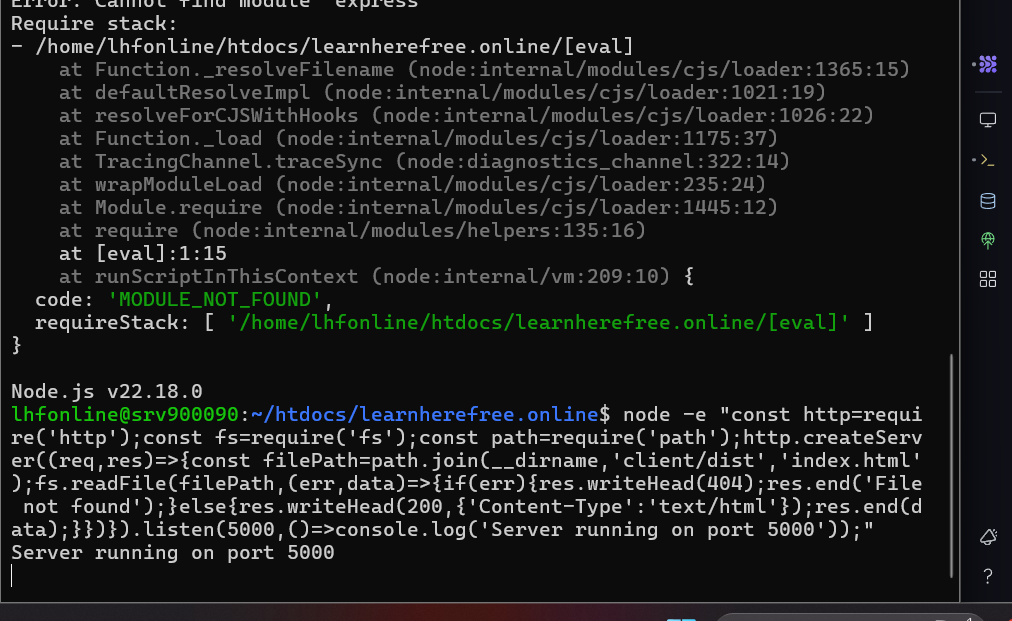 Error: Cannot find module 'express'
Require stack:
- /home/lhfonline/htdocs/learnherefree.online/[eval]
    at Function._resolveFilename (node:internal/modules/cjs/loader:1365:15)
    at defaultResolveImpl (node:internal/modules/cjs/loader:1021:19)
    at resolveForCJSWithHooks (node:internal/modules/cjs/loader:1026:22)
    at Function._load (node:internal/modules/cjs/loader:1175:37)
    at TracingChannel.traceSync (node:diagnostics_channel:322:14)
    at wrapModuleLoad (node:internal/modules/cjs/loader:235:24)
    at Module.require (node:internal/modules/cjs/loader:1445:12)
    at require (node:internal/modules/helpers:135:16)
    at [eval]:1:15
    at runScriptInThisContext (node:internal/vm:209:10) {
  code: 'MODULE_NOT_FOUND',
  requireStack: [ '/home/lhfonline/htdocs/learnherefree.online/[eval]' ]
}
Node.js v22.18.0
lhfonline@srv900090:~/htdocs/learnherefree.online$ node -e "const http=requi
re('http');const fs=require('fs');const path=require('path');http.createServ
er((req,res)=>{const filePath=path.join(__dirname,'client/dist','index.html'
);fs.readFile(filePath,(err,data)=>{if(err){res.writeHead(404);res.end('File
 not found');}else{res.writeHead(200,{'Content-Type':'text/html'});res.end(d
ata);}})}).listen(5000,()=>console.log('Server running on port 5000'));"
Server running on port 5000